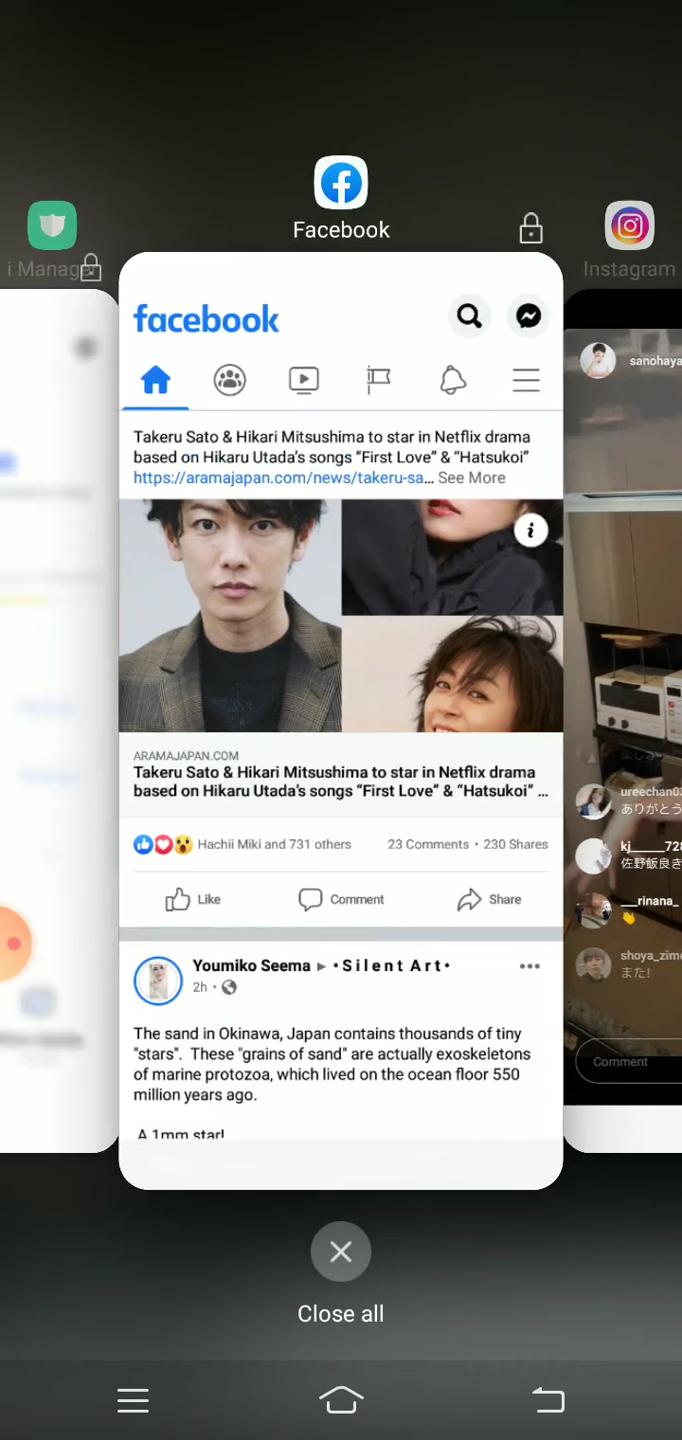 Facebook
i Manager
Instagram
facebook
Takeru Sato & Hikari Mitsushima to star in Netflix drama
based on Hikaru Utada's songs “First Love” & “Hatsukoi”
https://aramajapan.com/news/takeru-sa... See More
ARAMAJAPAN.COM
Takeru Sato & Hikari Mitsushima to star in Netflix drama
based on Hikaru Utada's songs “First Love” & “Hatsukoi” ...
Hachii Miki and 731 others 23 Comments • 230 Shares
Like Comment Share
Youmiko Seema ▸ •Silent Art•
2h •
The sand in Okinawa, Japan contains thousands of tiny
"stars".  These "grains of sand" are actually exoskeletons
of marine protozoa, which lived on the ocean floor 550
million years ago.
A 1mm star!
sanohaya
ureechan03
ありがとう
kj_____728
佐野飯良き
___rinana_
shoya_zime
また!
Comment
Close all